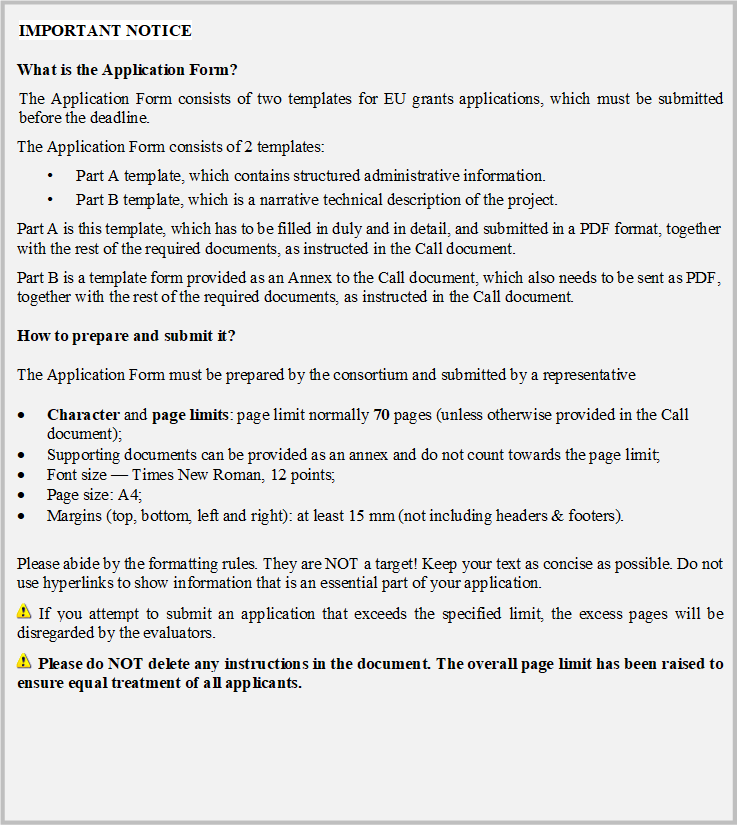 IMPORTANT NOTICE
What is the Application Form?
The Application Form consists of two templates for EU grants applications, which must be submitted
before the deadline.
The Application Form consists of 2 templates:
• Part A template, which contains structured administrative information.
• Part B template, which is a narrative technical description of the project.
Part A is this template, which has to be filled in duly and in detail, and submitted in a PDF format, together
with the rest of the required documents, as instructed in the Call document.
Part B is a template form provided as an Annex to the Call document, which also needs to be sent as PDF,
together with the rest of the required documents, as instructed in the Call document.
How to prepare and submit it?
The Application Form must be prepared by the consortium and submitted by a representative
• Character and page limits: page limit normally 70 pages (unless otherwise provided in the Call
document);
• Supporting documents can be provided as an annex and do not count towards the page limit;
• Font size — Times New Roman, 12 points;
• Page size: A4;
• Margins (top, bottom, left and right): at least 15 mm (not including headers & footers).
Please abide by the formatting rules. They are NOT a target! Keep your text as concise as possible. Do not
use hyperlinks to show information that is an essential part of your application.
⚠ If you attempt to submit an application that exceeds the specified limit, the excess pages will be
disregarded by the evaluators.
⚠ Please do NOT delete any instructions in the document. The overall page limit has been raised to
ensure equal treatment of all applicants.